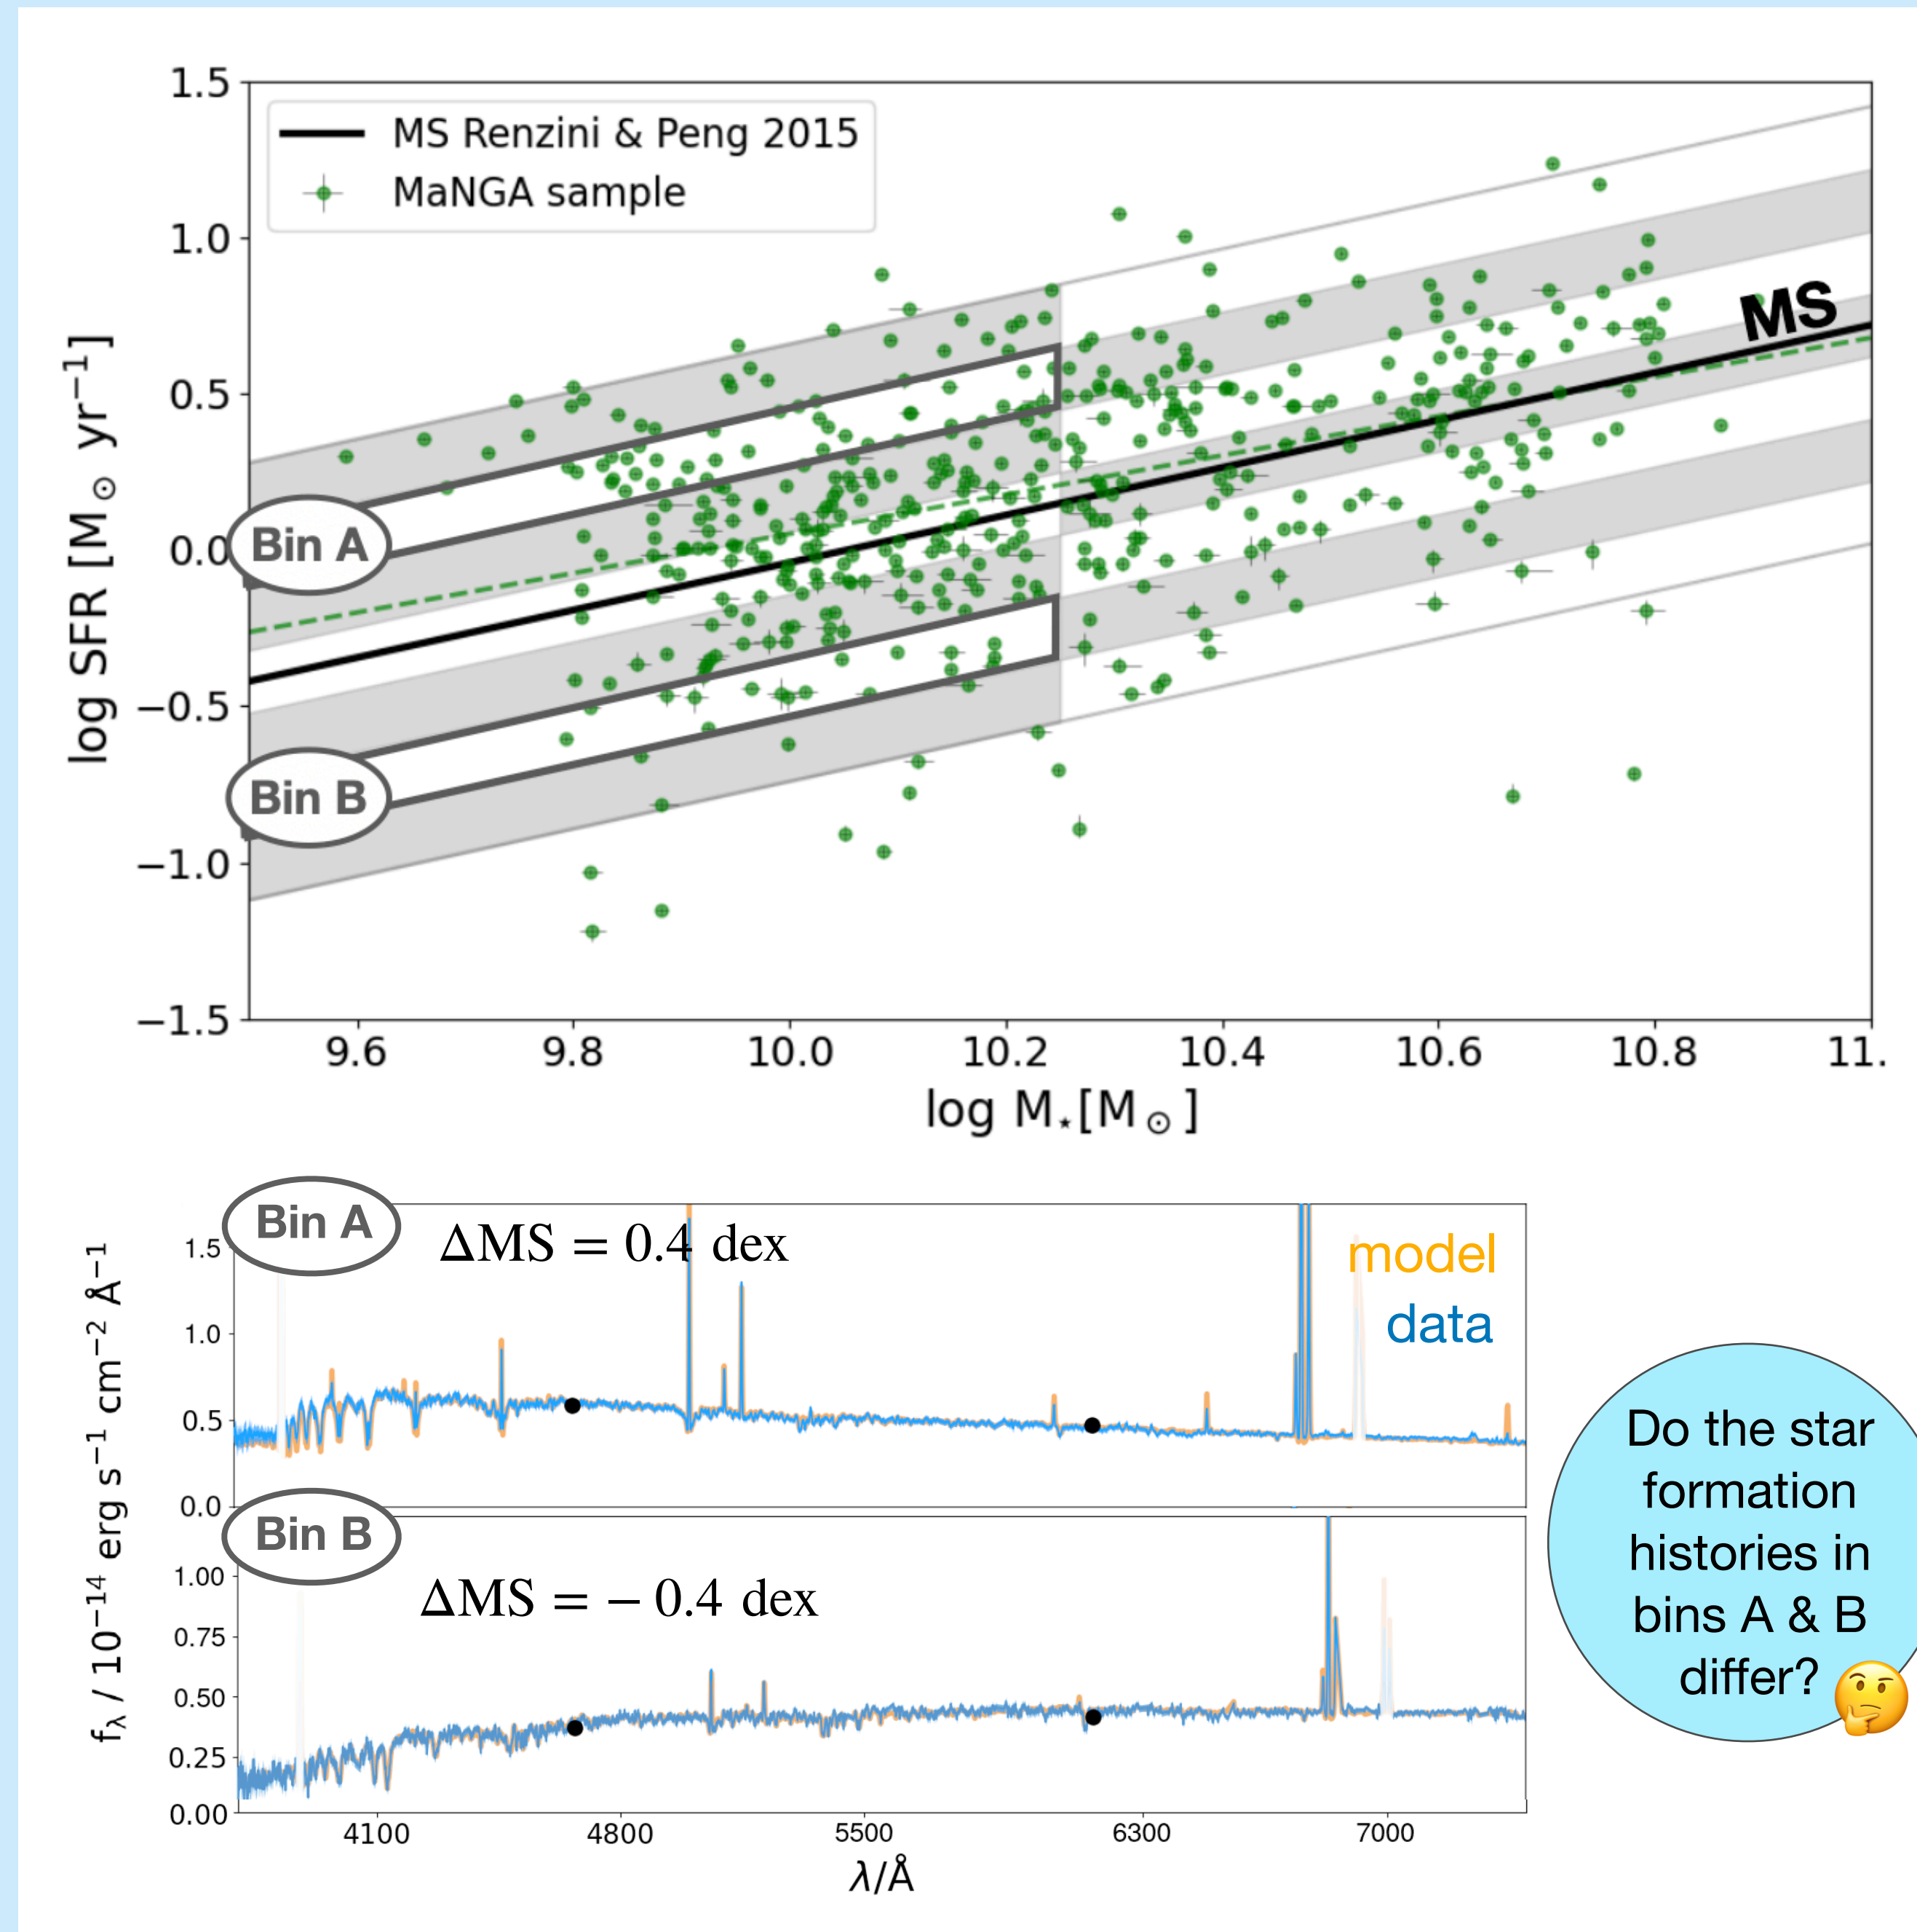 1.5
1.0
0.5
0.0
−0.5
−1.0
−1.5
log SFR [M⊙ yr⁻¹]
MS Renzini & Peng 2015
MaNGA sample
MS
Bin A
Bin B
9.6 9.8 10.0 10.2 10.4 10.6 10.8 11.
log M⋆[M⊙]
Bin A
ΔMS = 0.4 dex
model
data
1.5
1.0
0.5
0.0
fλ / 10⁻¹⁴ erg s⁻¹ cm⁻² Å⁻¹
Bin B
ΔMS = − 0.4 dex
1.00
0.75
0.50
0.25
0.00
4100 4800 5500 6300 7000
λ/Å
Do the star
formation
histories in
bins A & B
differ? 🤔